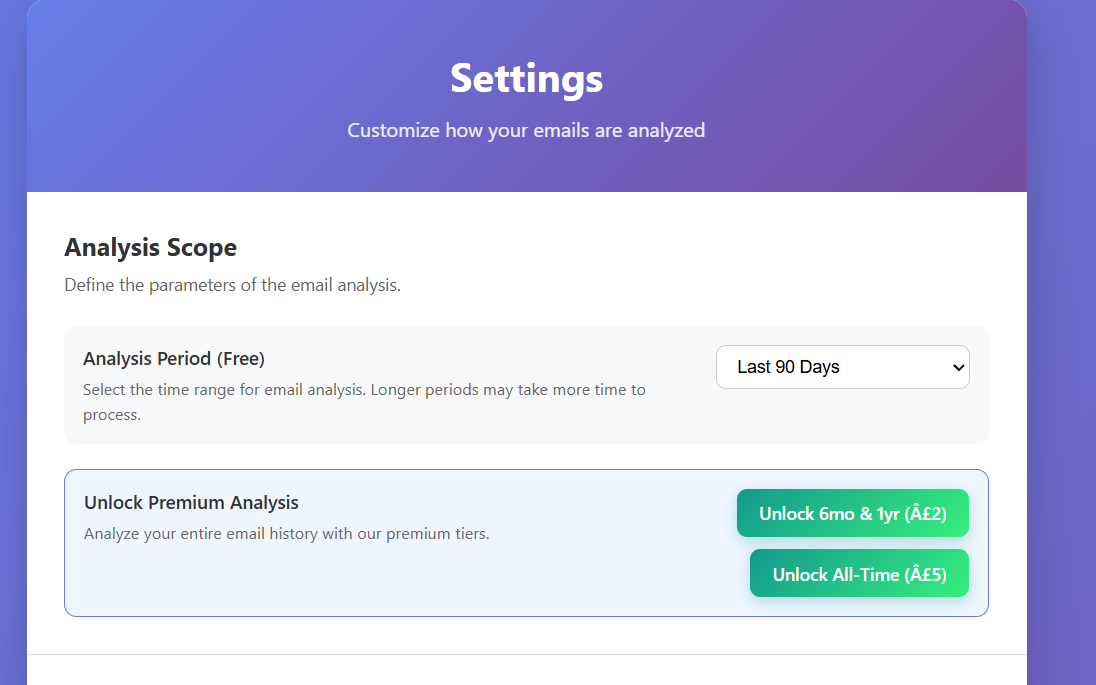 Settings
Customize how your emails are analyzed
Analysis Scope
Define the parameters of the email analysis.
Analysis Period (Free)
Select the time range for email analysis. Longer periods may take more time to
process.
Last 90 Days
Unlock Premium Analysis
Analyze your entire email history with our premium tiers.
Unlock 6mo & 1yr (Â£2)
Unlock All-Time (Â£5)